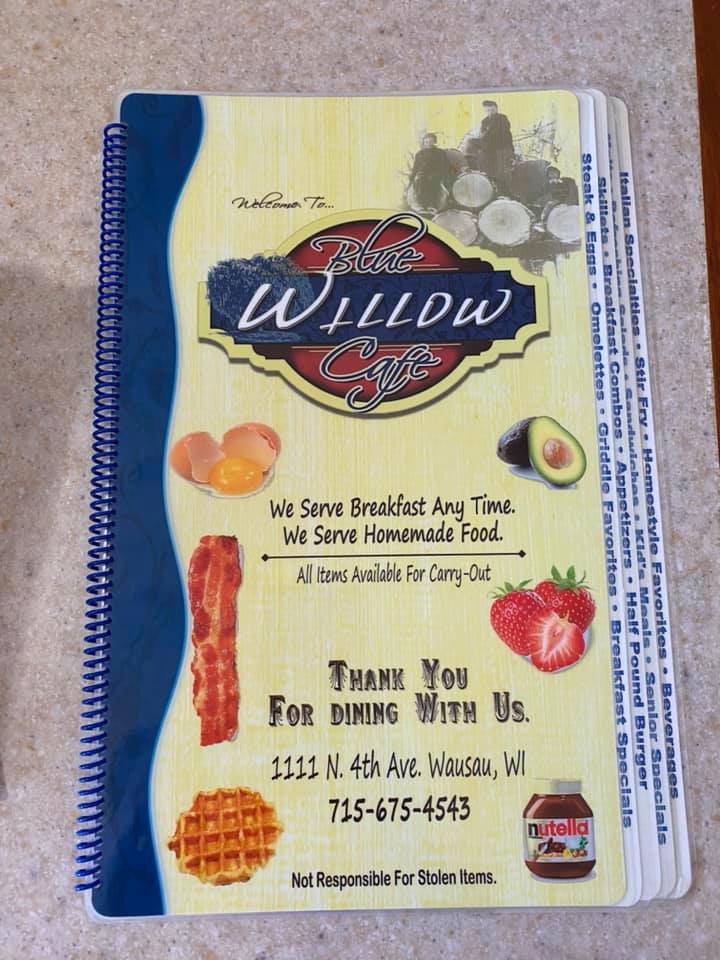 Welcome To...
Blue
Willow
Cafe
We Serve Breakfast Any Time.
We Serve Homemade Food.
All Items Available For Carry-Out
Thank You
For dining With Us.
1111 N. 4th Ave. Wausau, WI
715-675-4543
nutella
Not Responsible For Stolen Items.
Steak & Eggs • Omelettes • Griddle Favorites • Breakfast Specials
Skillets • Breakfast Combos • Appetizers • Half Pound Burger
Salads • Sandwiches • Kid's Meals • Senior Specials
Italian Specialties • Stir Fry • Homestyle Favorites • Beverages